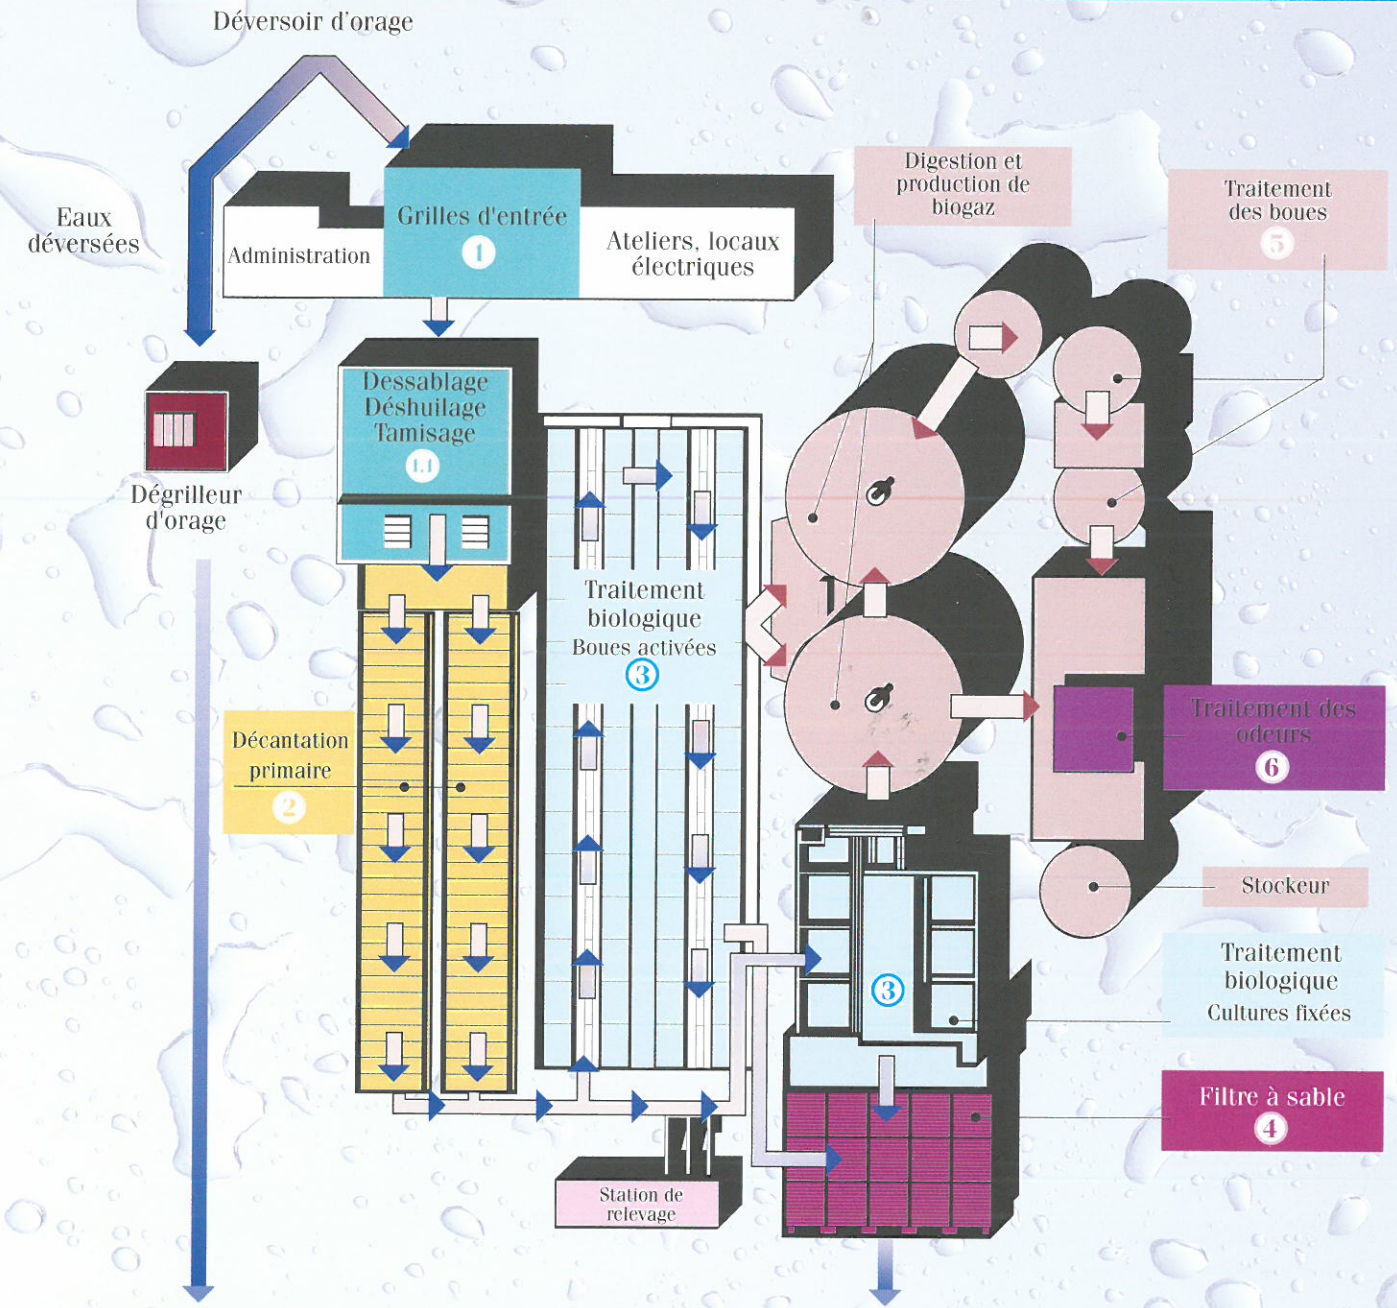 Déversoir d'orage
Eaux
déversées
Administration
Grilles d'entrée
1
Ateliers, locaux
électriques
Digestion et
production de
biogaz
Traitement
des boues
5
Dégrilleur
d'orage
Dessablage
Déshuilage
Tamisage
1.1
Traitement
biologique
Boues activées
3
Décantation
primaire
2
Traitement des
odeurs
6
Stockeur
3
Traitement
biologique
Cultures fixées
Filtre à sable
4
Station de
relevage